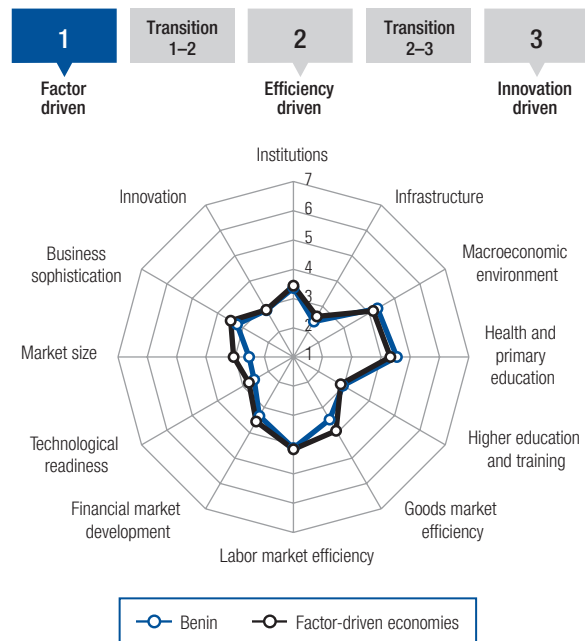 1
Transition
1–2
2
Transition
2–3
3
Factor
driven
Efficiency
driven
Innovation
driven
Institutions
7
6
5
4
3
2
1
Infrastructure
Macroeconomic
environment
Health and
primary
education
Higher education
and training
Goods market
efficiency
Labor market efficiency
Financial market
development
Technological
readiness
Market size
Business
sophistication
Innovation
Benin
Factor-driven economies